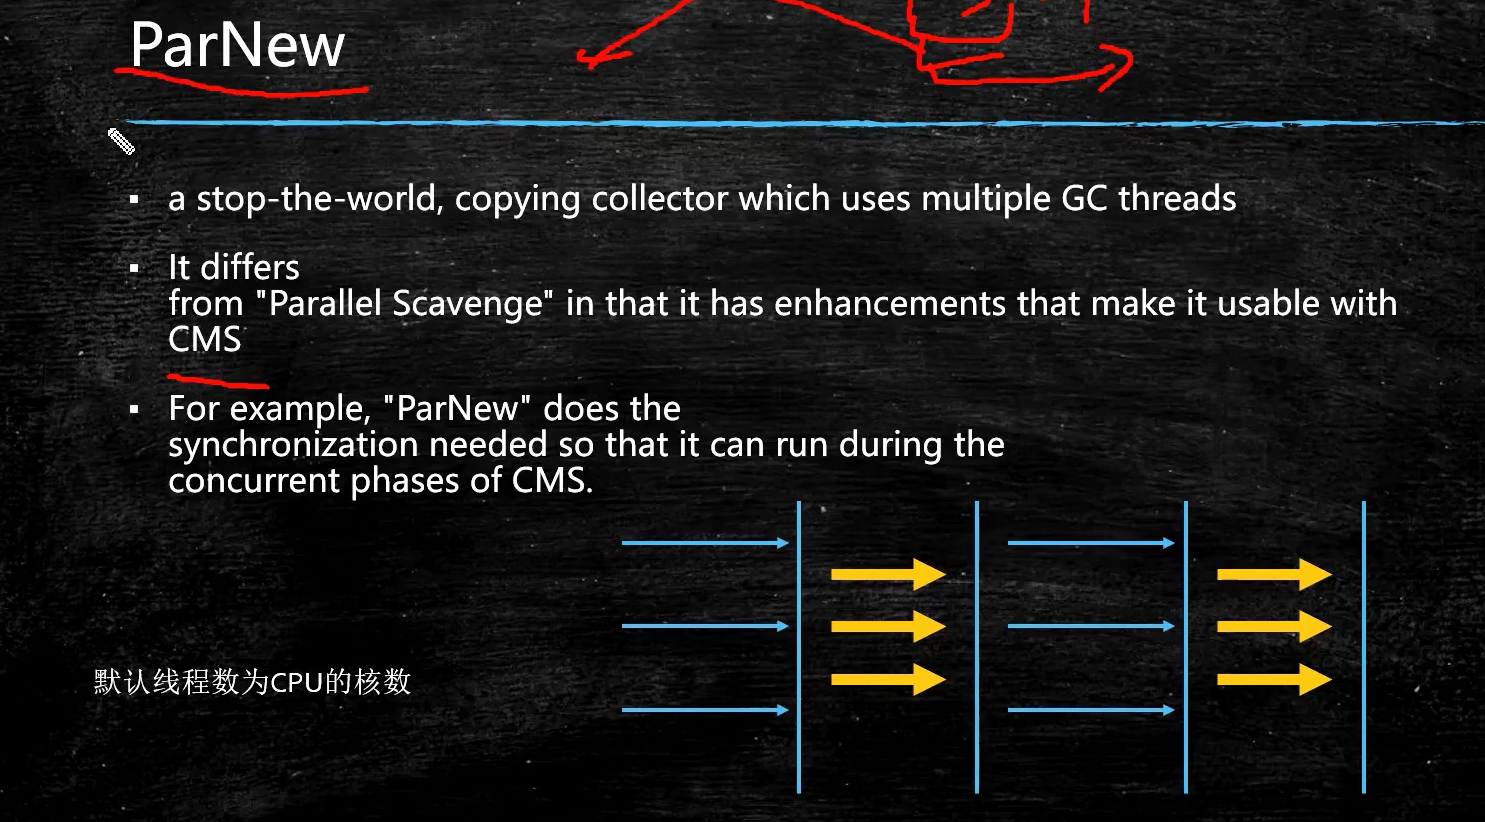 ParNew
▪ a stop-the-world, copying collector which uses multiple GC threads
▪ It differs
from "Parallel Scavenge" in that it has enhancements that make it usable with
CMS
▪ For example, "ParNew" does the
synchronization needed so that it can run during the
concurrent phases of CMS.
默认线程数为CPU的核数